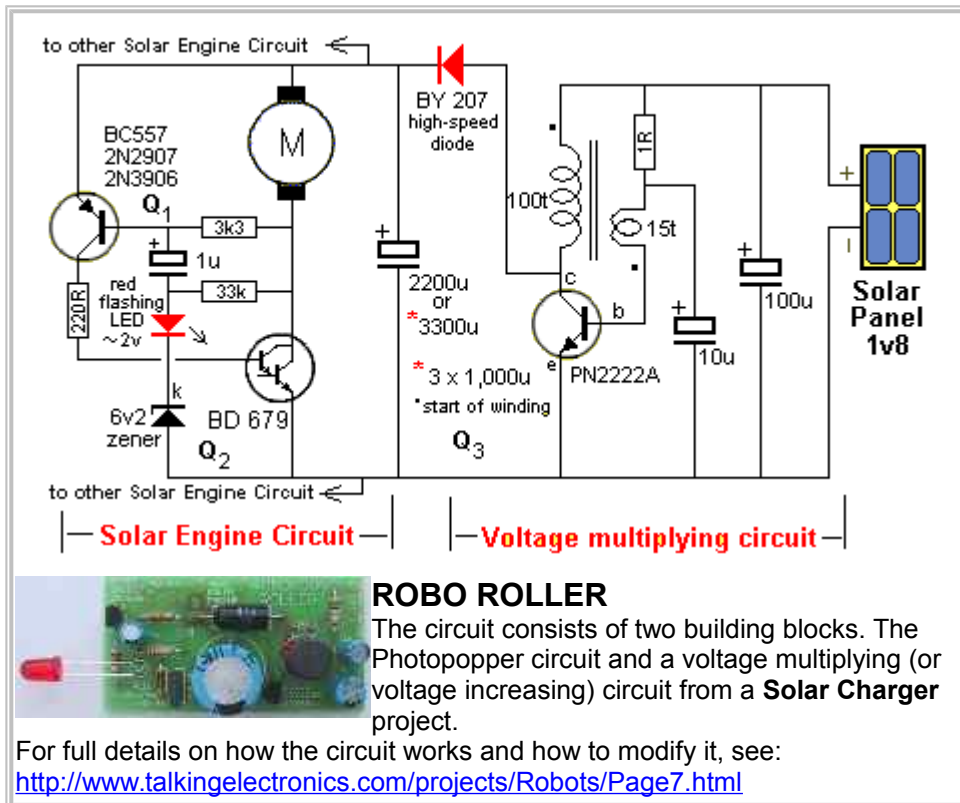 to other Solar Engine Circuit
BC557
2N2907
2N3906
Q1
M
3k3
1u
33k
220R
red
flashing
LED
~2v
k
6v2
zener
BD 679
Q2
BY 207
high-speed
diode
2200u
or
*3300u
* 3 x 1,000u
•start of winding
Q3
100t
1R
15t
c
b
e
PN2222A
10u
100u
+
+
+
+
+
+
−
Solar
Panel
1v8
to other Solar Engine Circuit
Solar Engine Circuit
Voltage multiplying circuit
ROBO ROLLER
The circuit consists of two building blocks. The
Photopopper circuit and a voltage multiplying (or
voltage increasing) circuit from a Solar Charger
project.
For full details on how the circuit works and how to modify it, see:
http://www.talkingelectronics.com/projects/Robots/Page7.html